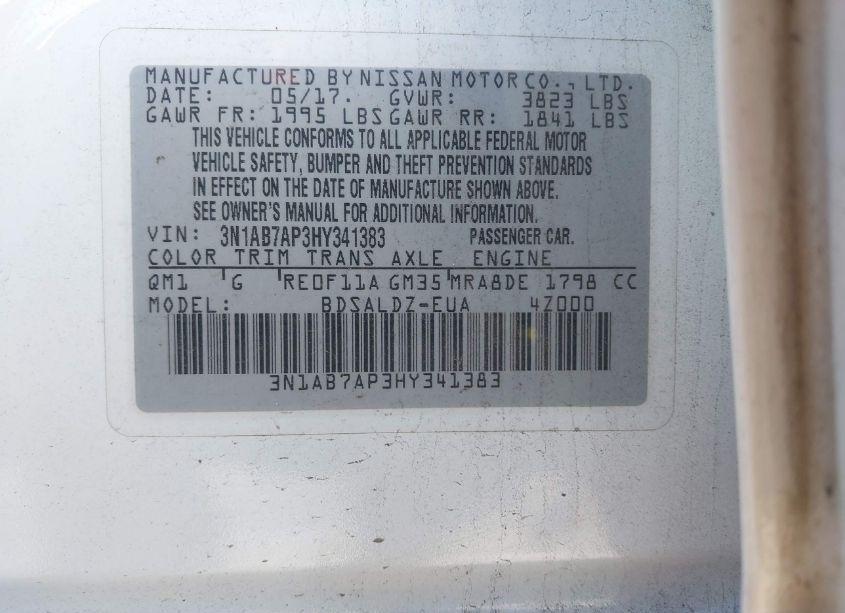 MANUFACTURED BY NISSAN MOTOR CO., LTD.
DATE: 05/17. GVWR: 3823 LBS
GAWR FR: 1995 LBS GAWR RR: 1841 LBS
THIS VEHICLE CONFORMS TO ALL APPLICABLE FEDERAL MOTOR
VEHICLE SAFETY, BUMPER AND THEFT PREVENTION STANDARDS
IN EFFECT ON THE DATE OF MANUFACTURE SHOWN ABOVE.
SEE OWNER'S MANUAL FOR ADDITIONAL INFORMATION.
VIN: 3N1AB7AP3HY341383 PASSENGER CAR.
COLOR TRIM TRANS AXLE ENGINE
QM1 G RE0F11A GM35 MRA8DE 1798 CC
MODEL: BDSALDZ-EUA 4Z000
3N1AB7AP3HY341383